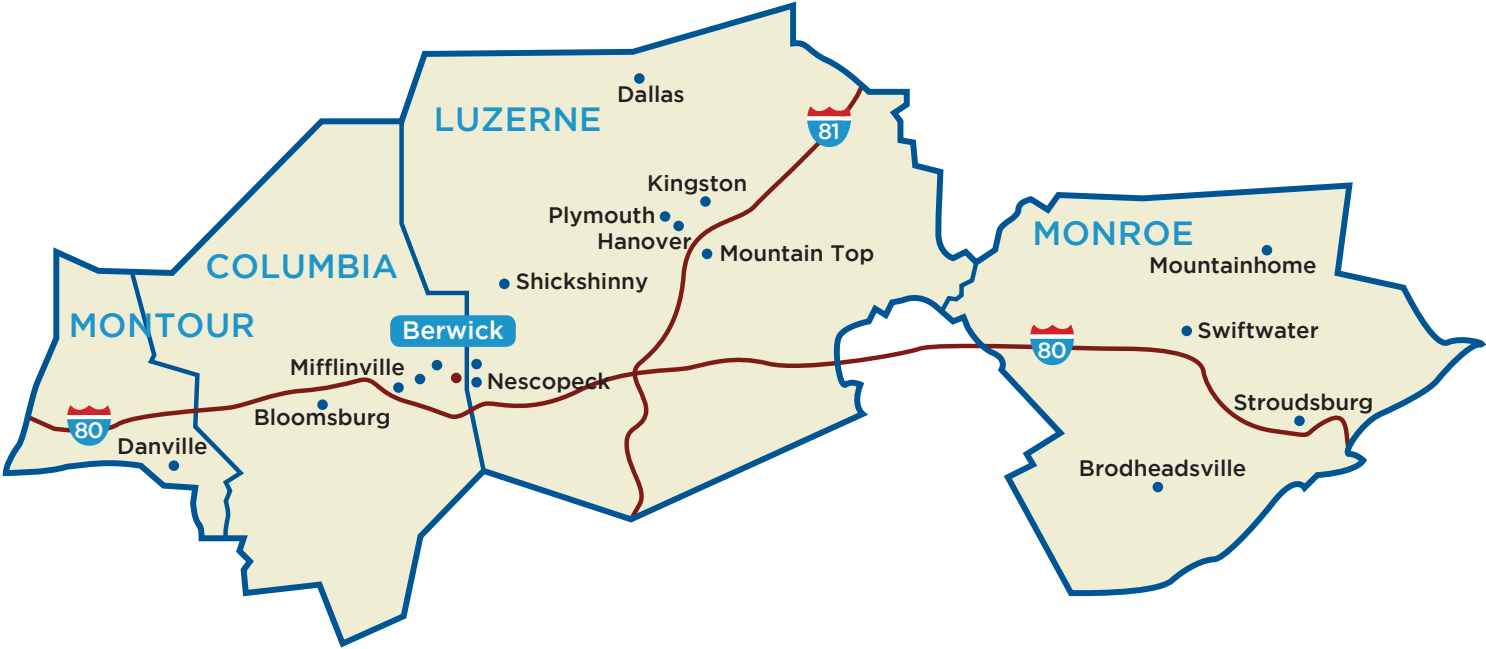 Dallas
LUZERNE
81
Kingston
Plymouth
Hanover
MONROE
Mountain Top
Mountainhome
COLUMBIA
Shickshinny
MONTOUR
Berwick
Swiftwater
80
Mifflinville
Nescopeck
Bloomsburg
Stroudsburg
80
Danville
Brodheadsville